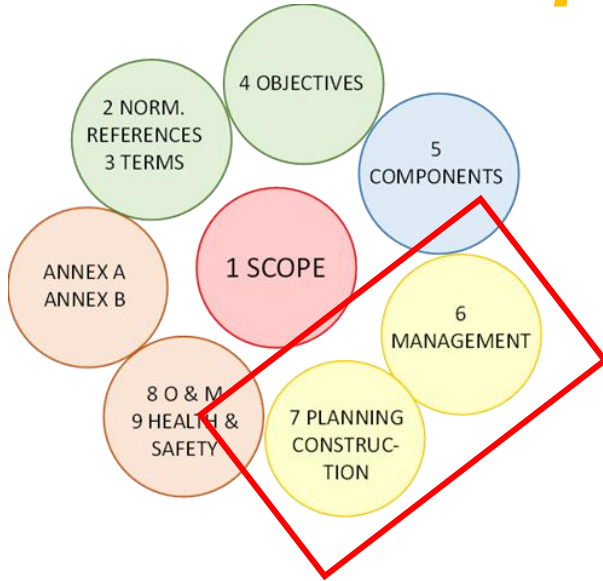 4 OBJECTIVES
2 NORM.
REFERENCES
3 TERMS
5
COMPONENTS
1 SCOPE
ANNEX A
ANNEX B
6
MANAGEMENT
8 O & M
9 HEALTH &
SAFETY
7 PLANNING
CONSTRUC-
TION